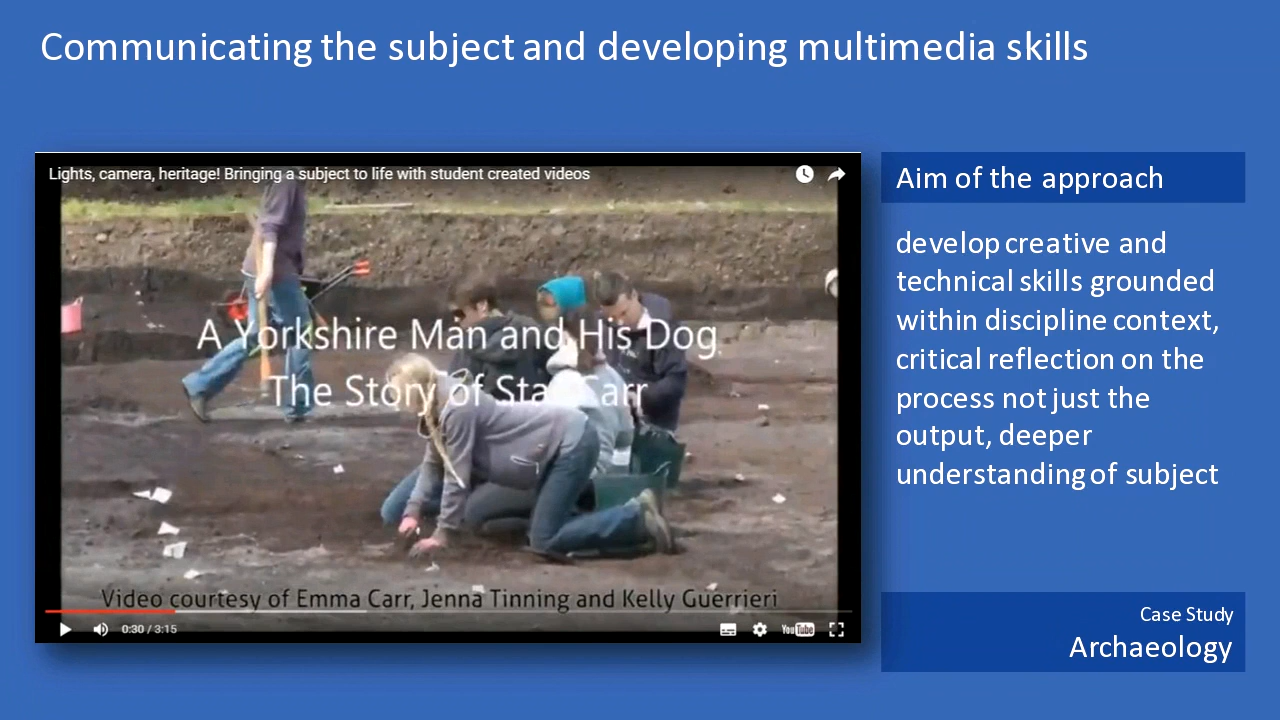 Communicating the subject and developing multimedia skills
Lights, camera, heritage! Bringing a subject to life with student created videos
A Yorkshire Man and His Dog
The Story of Star Carr
Video courtesy of Emma Carr, Jenna Tinning and Kelly Guerrieri
0:30 / 3:15
YouTube
Aim of the approach
develop creative and
technical skills grounded
within discipline context,
critical reflection on the
process not just the
output, deeper
understanding of subject
Case Study
Archaeology